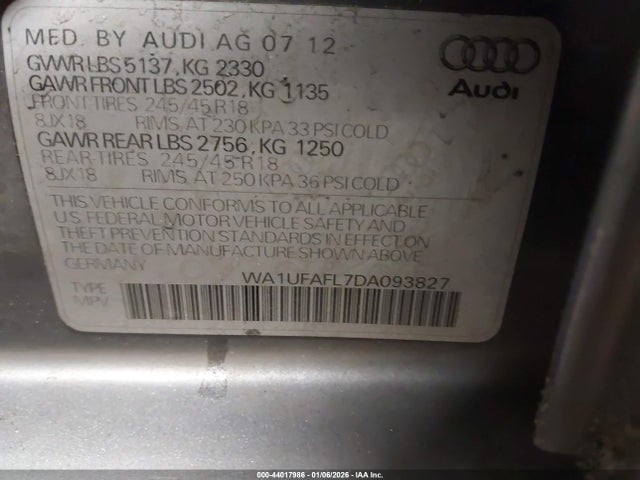 MFD BY AUDI AG 07 12
GVWR LBS 5137, KG 2330
GAWR FRONT LBS 2502, KG 1135
FRONT TIRES 245/45 R18
8JX18 RIMS, AT 230 KPA 33 PSI COLD
GAWR REAR LBS 2756, KG 1250
REAR-TIRES 245/45 R18
8JX18 RIMS, AT 250 KPA 36 PSI COLD
Audi
THIS VEHICLE CONFORMS TO ALL APPLICABLE
U.S. FEDERAL MOTOR VEHICLE SAFETY AND
THEFT PREVENTION STANDARDS IN EFFECT ON
THE DATE OF MANUFACTURE SHOWN ABOVE
GERMANY
WA1UFAFL7DA093827
TYPE
MPV
000-44017986 - 01/06/2026 - IAA Inc.